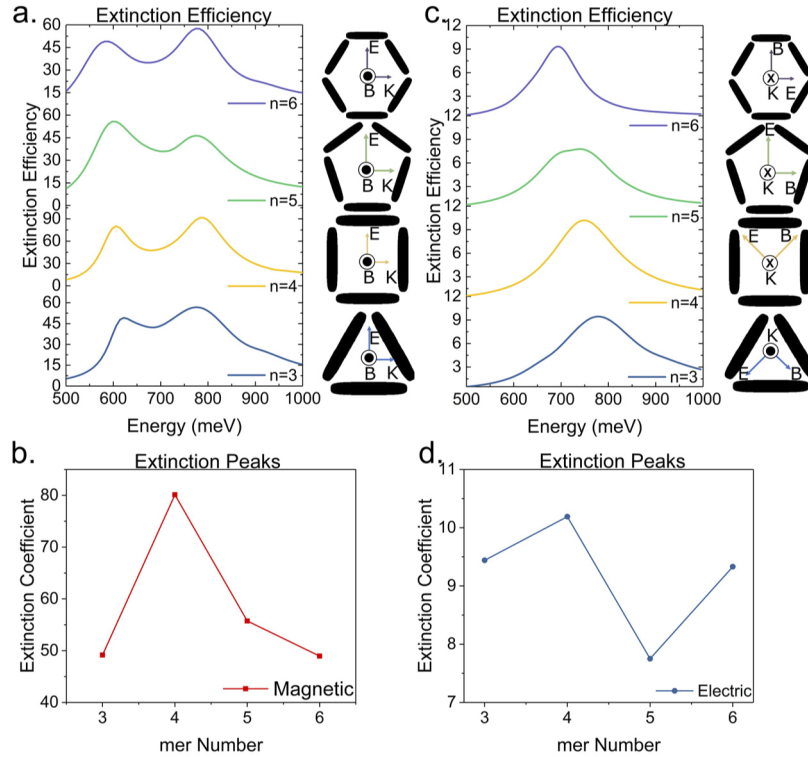 a.
Extinction Efficiency
60
45
30
15
n=6
60
45
30
15
0
n=5
90
60
30
0
n=4
60
45
30
15
0
n=3
500 600 700 800 900 1000
Energy (meV)
Extinction Efficiency
E
B K
E
B K
E
B K
E
B K
c.
Extinction Efficiency
12
9
6
3
n=6
12
9
6
3
n=5
12
9
6
3
n=4
12
9
6
3
n=3
500 600 700 800 900 1000
Energy (meV)
Extinction Efficiency
B
X
K E
E
X
K B
E B
X
K
K
E B
b.
Extinction Peaks
80
70
60
50
40
3 4 5 6
mer Number
Extinction Coefficient
Magnetic
d.
Extinction Peaks
11
10
9
8
7
3 4 5 6
mer Number
Extinction Coefficient
Electric